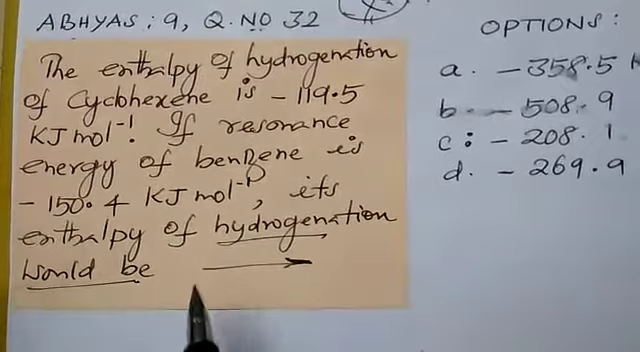 ABHYAS : 9, Q. NO 32
OPTIONS :
The enthalpy of hydrogenation
of Cyclohexene is - 119.5
KJ mol-1. If resonance
energy of benzene is
- 150.4 KJ mol-1, its
enthalpy of hydrogenation
would be
a. - 358.5 K
b. - 508.9
c : - 208.1
d. - 269.9